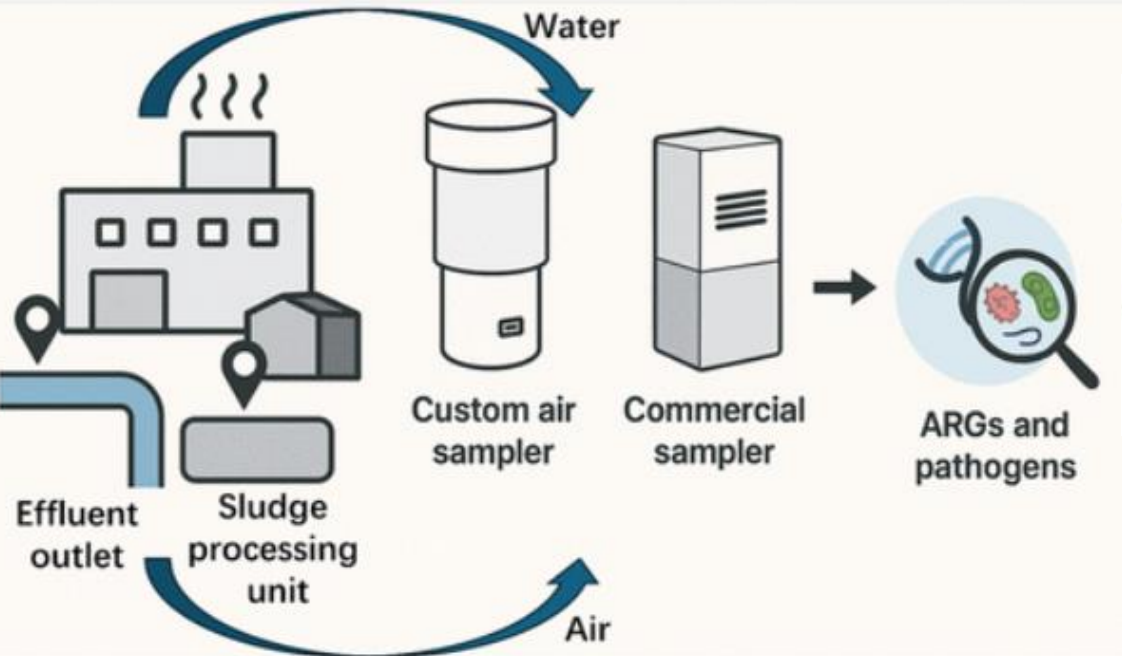 Water
Custom air
sampler
Commercial
sampler
ARGs and
pathogens
Effluent
outlet
Sludge
processing
unit
Air